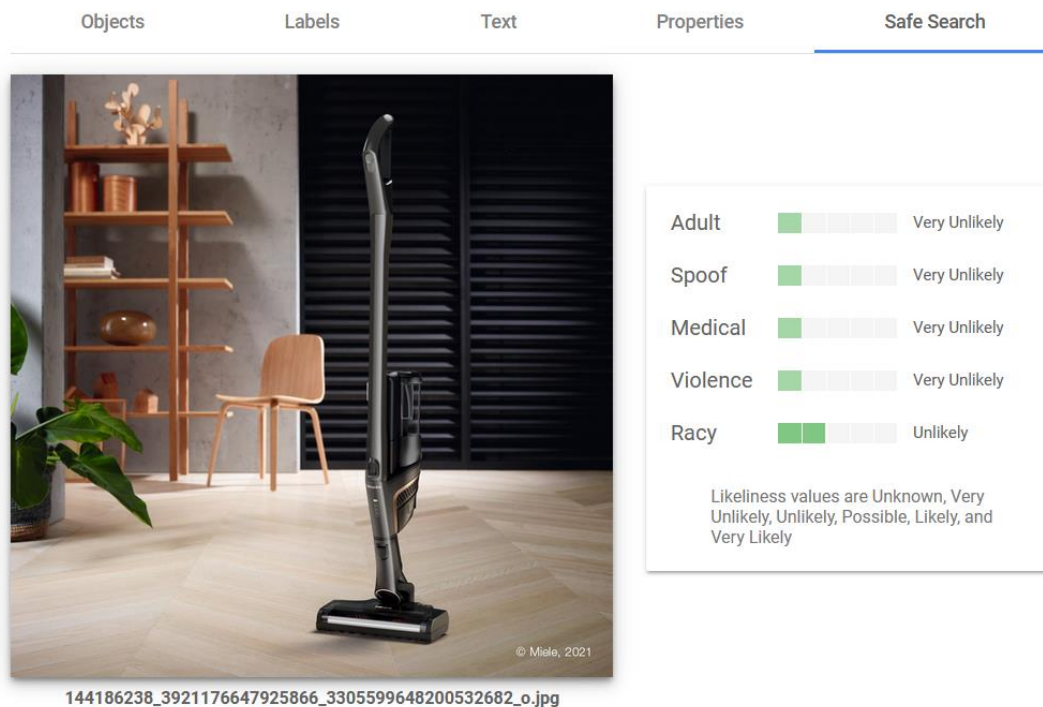 Objects Labels Text Properties Safe Search
Adult Very Unlikely
Spoof Very Unlikely
Medical Very Unlikely
Violence Very Unlikely
Racy Unlikely
Likeliness values are Unknown, Very
Unlikely, Unlikely, Possible, Likely, and
Very Likely
© Miele, 2021
144186238_3921176647925866_3305599648200532682_o.jpg